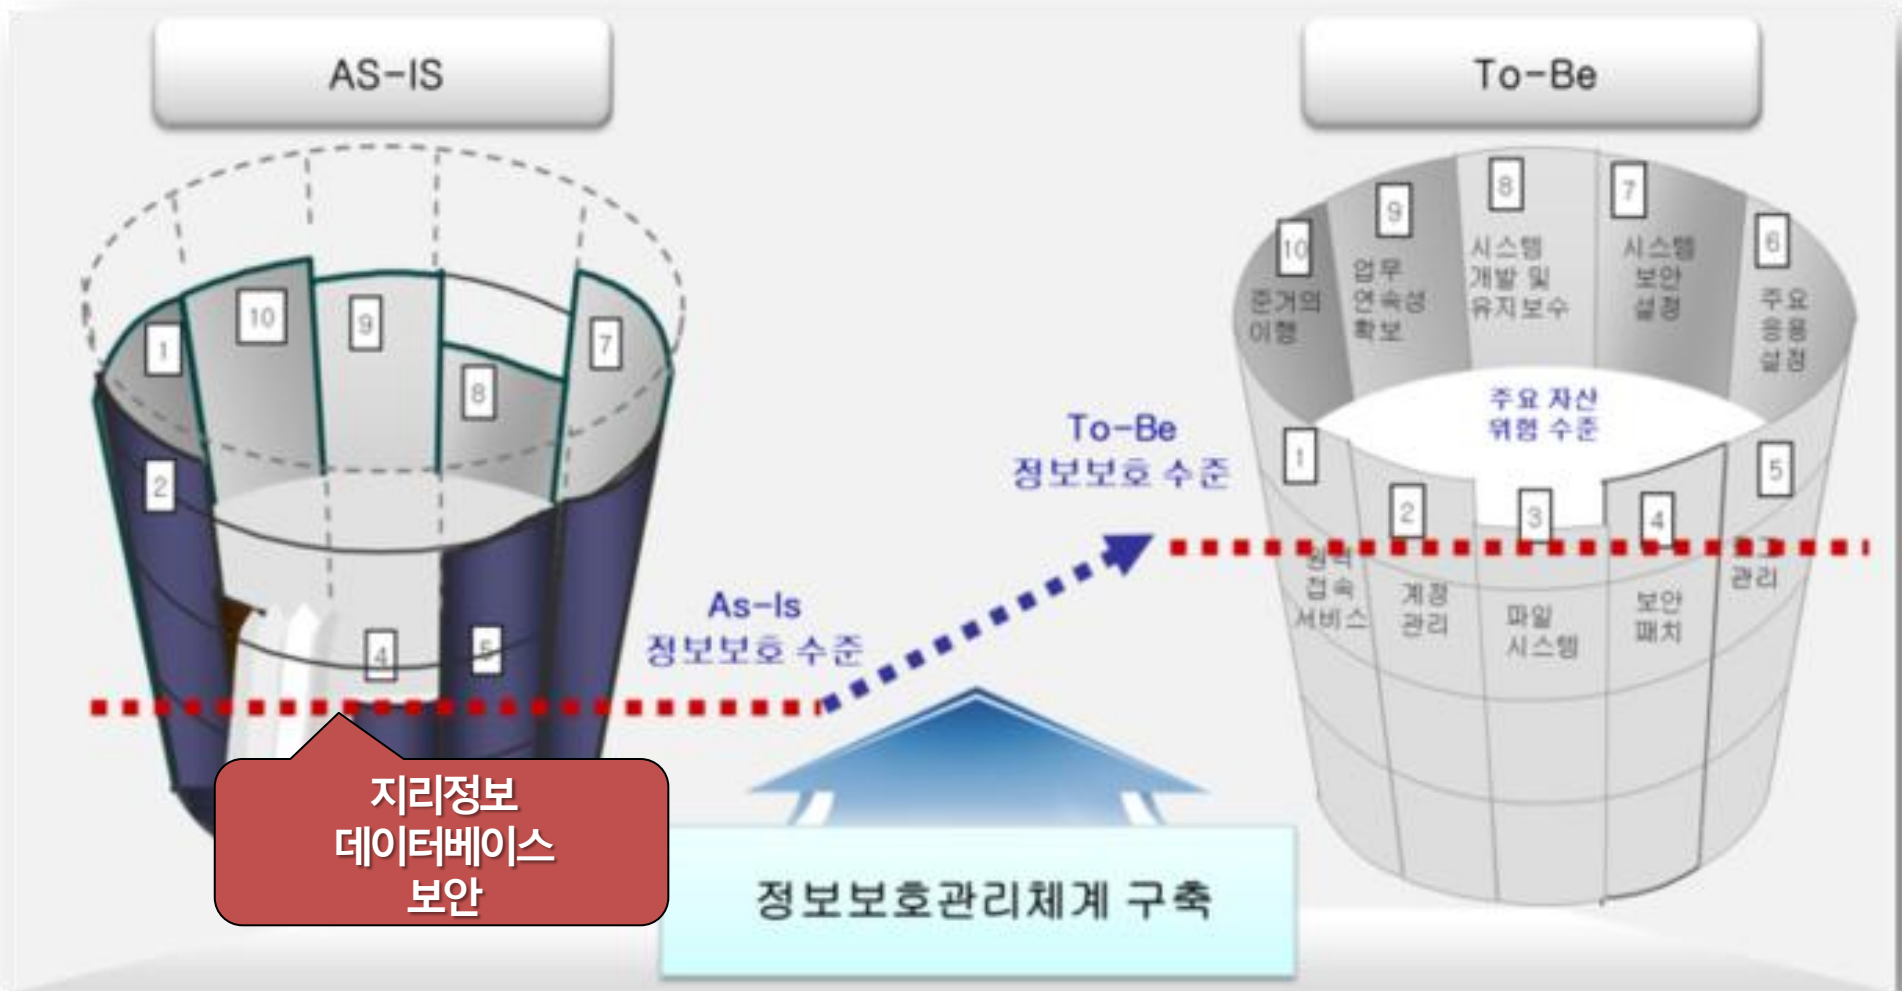 AS-IS
To-Be
1
10
9
8
7
2
4
5
지리정보
데이터베이스
보안
As-Is
정보보호 수준
To-Be
정보보호 수준
정보보호관리체계 구축
10
준거의
이행
9
업무
연속성
확보
8
시스템
개발 및
유지보수
7
시스템
보안
설정
6
주요
응용
설정
주요 자산
위험 수준
1
원격
접속
서비스
2
계정
관리
3
파일
시스템
4
보안
패치
5
로그
관리